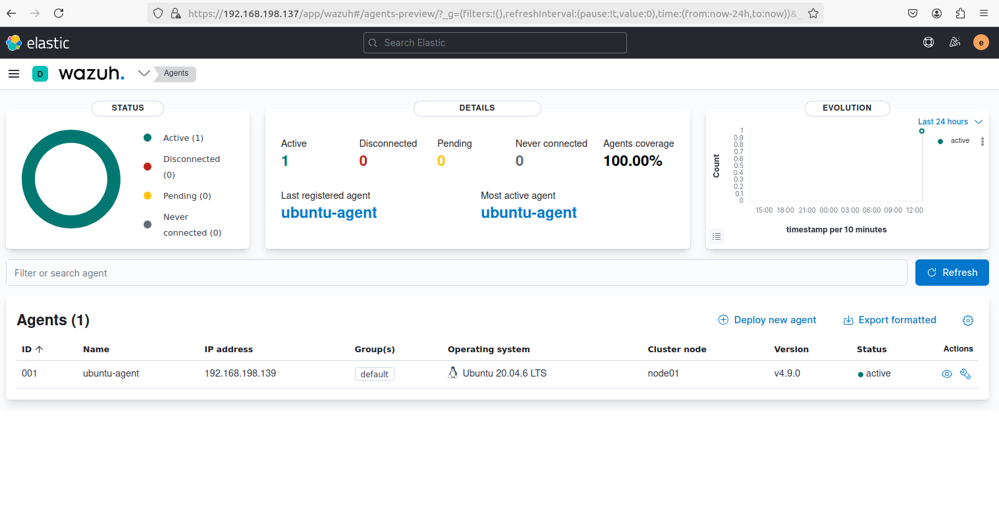 https://192.168.198.137/app/wazuh#/agents-preview/?_g=(filters:!(),refreshInterval:(pause:!t,value:0),time:(from:now-24h,to:now))&_
elastic
Search Elastic
e
D
wazuh.
Agents
STATUS
Active (1)
Disconnected
(0)
Pending (0)
Never
connected (0)
DETAILS
Active
Disconnected
Pending
Never connected
Agents coverage
1
0
0
0
100.00%
Last registered agent
Most active agent
ubuntu-agent
ubuntu-agent
EVOLUTION
Last 24 hours
active
Count
1
0.9
0.8
0.7
0.6
0.5
0.4
0.3
0.2
0.1
0
15:00 18:00 21:00 00:00 03:00 06:00 09:00 12:00
timestamp per 10 minutes
Filter or search agent
Refresh
Agents (1)
Deploy new agent
Export formatted
ID Name IP address Group(s) Operating system Cluster node Version Status Actions
001 ubuntu-agent 192.168.198.139 default Ubuntu 20.04.6 LTS node01 v4.9.0 active